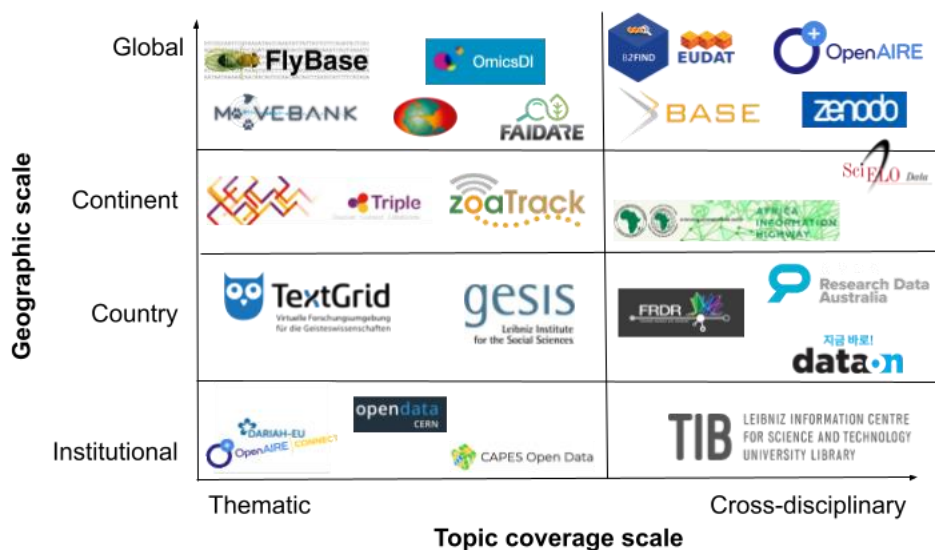 Geographic scale
Global
FlyBase
OmicsDI
B2FIND
EUDAT
OpenAIRE
MOVEBANK
FAIDARE
BASE
zenodo
Continent
Triple
zoaTrack
SciELO Data
AFRICA
INFORMATION
HIGHWAY
Country
TextGrid
Virtuelle Forschungsumgebung
für die Geisteswissenschaften
gesis
Leibniz Institute
for the Social Sciences
FRDR
Research Data
Australia
지금 바로!
dataon
Institutional
DARIAH-EU
OpenAIRE CONNECT
opendata
CERN
CAPES Open Data
TIB
LEIBNIZ INFORMATION CENTRE
FOR SCIENCE AND TECHNOLOGY
UNIVERSITY LIBRARY
Thematic
Cross-disciplinary
Topic coverage scale